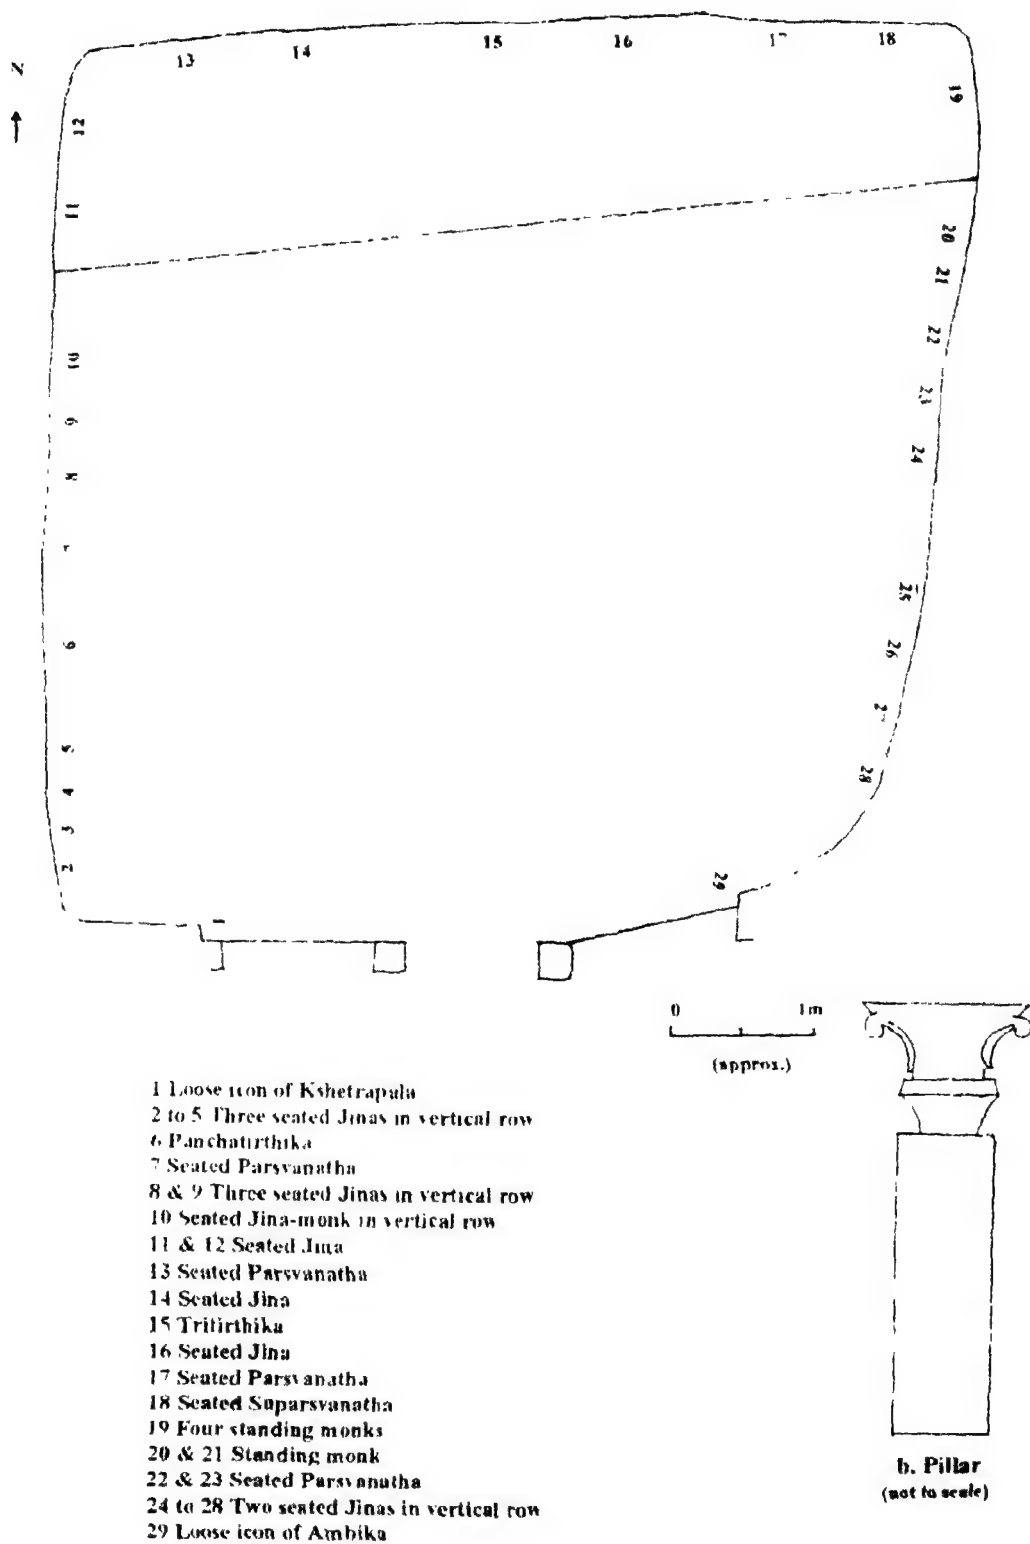 N
13 14 15 16 17 18
12
19
11
20
21
10
22
9
23
8
24
7
25
6
26
5
27
4
28
3
2
29
1
0 1m
(approx.)
1 Loose icon of Kshetrapala
2 to 5 Three seated Jinas in vertical row
6 Panchatirthika
7 Seated Parsvanatha
8 & 9 Three seated Jinas in vertical row
10 Seated Jina-monk in vertical row
11 & 12 Seated Jina
13 Seated Parsvanatha
14 Seated Jina
15 Tritirthika
16 Seated Jina
17 Seated Parsvanatha
18 Seated Suparsvanatha
19 Four standing monks
20 & 21 Standing monk
22 & 23 Seated Parsvanatha
24 to 28 Two seated Jinas in vertical row
29 Loose icon of Ambika
b. Pillar
(not to scale)